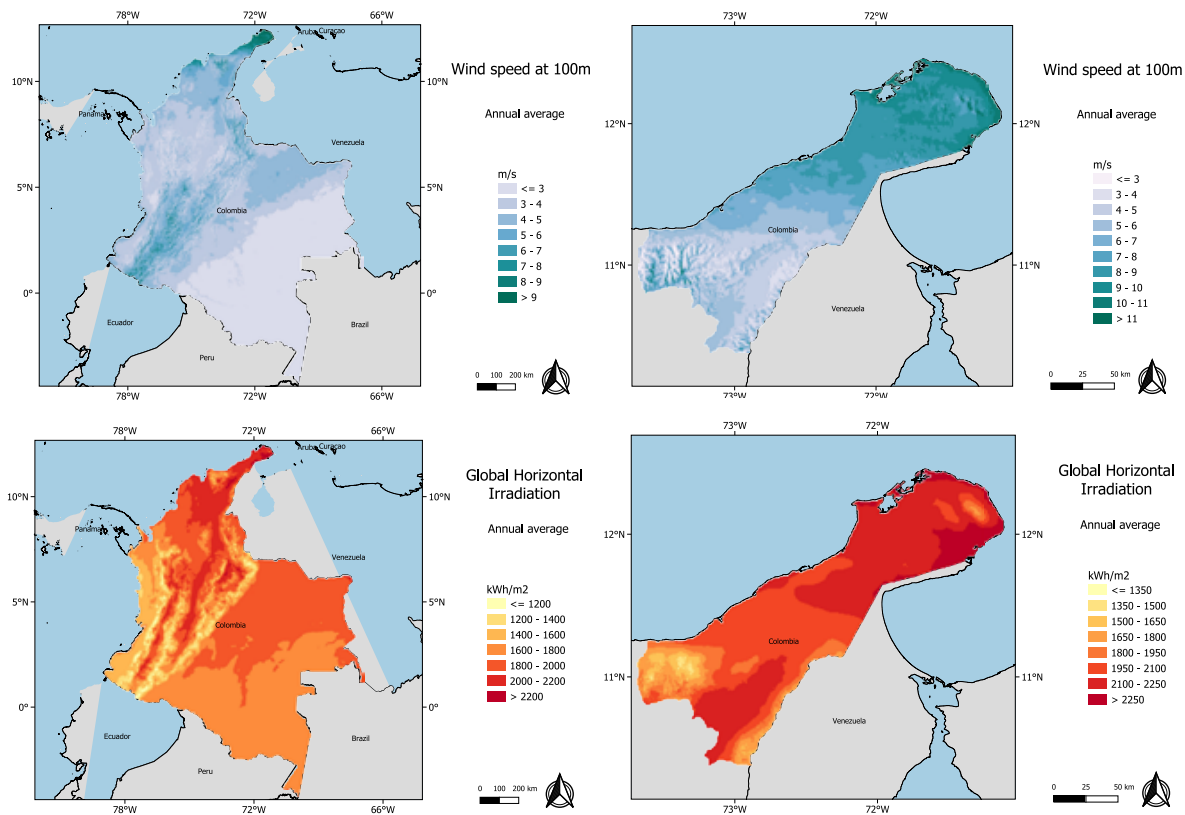 78°W 72°W 66°W
Aruba Curaçao
10°N
Panama
Venezuela
5°N
Colombia
0°
Ecuador
Brazil
Peru
78°W 72°W 66°W
10°N
5°N
0°
Wind speed at 100m
Annual average
m/s
<= 3
3 - 4
4 - 5
5 - 6
6 - 7
7 - 8
8 - 9
> 9
0 100 200 km
73°W 72°W
12°N
12°N
Colombia
11°N
11°N
Venezuela
73°W 72°W
Wind speed at 100m
Annual average
m/s
<= 3
3 - 4
4 - 5
5 - 6
6 - 7
7 - 8
8 - 9
9 - 10
10 - 11
> 11
0 25 50 km
78°W 72°W 66°W
Aruba Curaçao
10°N
10°N
Panama
Venezuela
5°N
5°N
Colombia
0°
0°
Ecuador
Brazil
Peru
78°W 72°W 66°W
Global Horizontal
Irradiation
Annual average
kWh/m2
<= 1200
1200 - 1400
1400 - 1600
1600 - 1800
1800 - 2000
2000 - 2200
> 2200
0 100 200 km
73°W 72°W
12°N
12°N
Colombia
11°N
11°N
Venezuela
73°W 72°W
Global Horizontal
Irradiation
Annual average
kWh/m2
<= 1350
1350 - 1500
1500 - 1650
1650 - 1800
1800 - 1950
1950 - 2100
2100 - 2250
> 2250
0 25 50 km